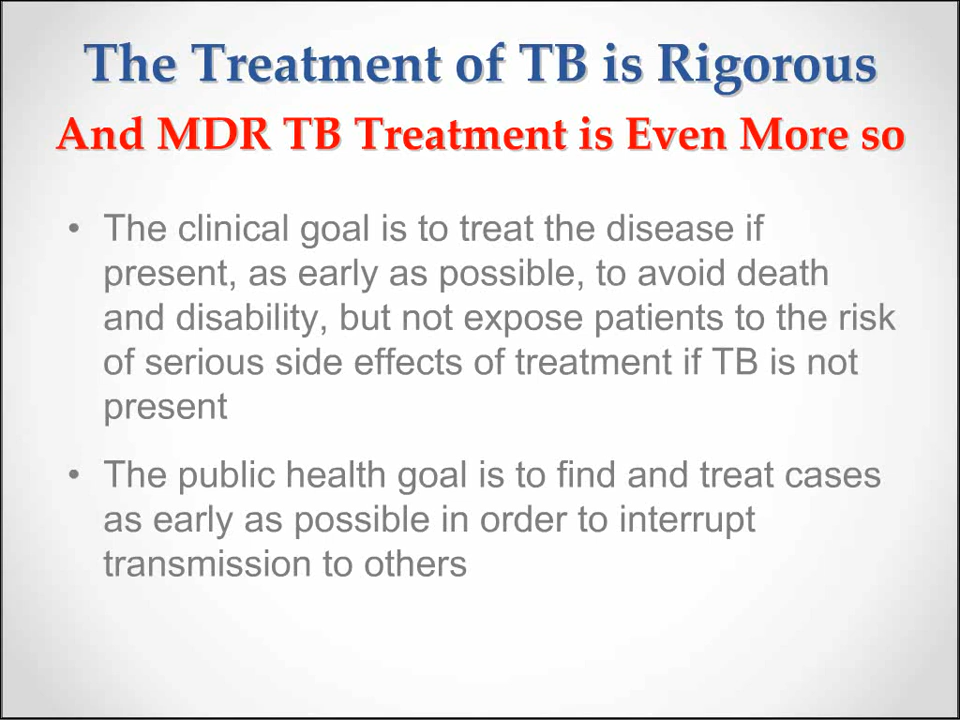 The Treatment of TB is Rigorous
And MDR TB Treatment is Even More so
• The clinical goal is to treat the disease if
present, as early as possible, to avoid death
and disability, but not expose patients to the risk
of serious side effects of treatment if TB is not
present
• The public health goal is to find and treat cases
as early as possible in order to interrupt
transmission to others